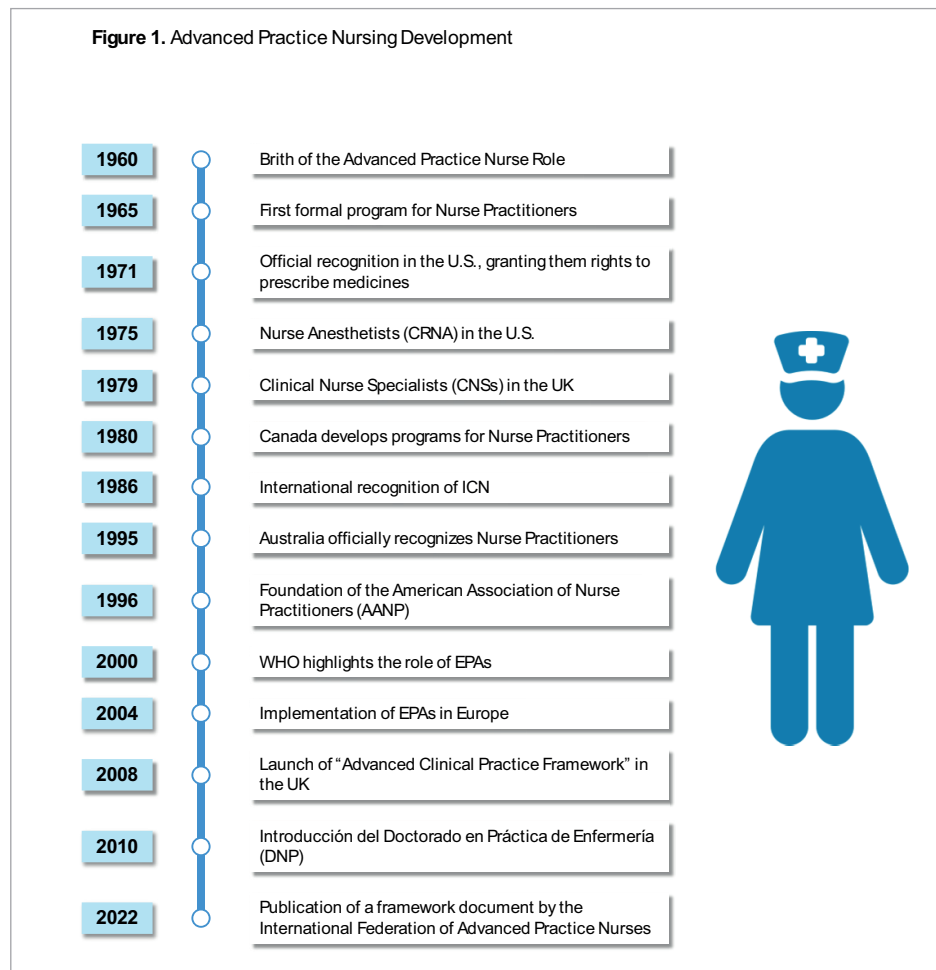 Figure 1. Advanced Practice Nursing Development
1960
Brith of the Advanced Practice Nurse Role
1965
First formal program for Nurse Practitioners
1971
Official recognition in the U.S., granting them rights to
prescribe medicines
1975
Nurse Anesthetists (CRNA) in the U.S.
1979
Clinical Nurse Specialists (CNSs) in the UK
1980
Canada develops programs for Nurse Practitioners
1986
International recognition of ICN
1995
Australia officially recognizes Nurse Practitioners
1996
Foundation of the American Association of Nurse
Practitioners (AANP)
2000
WHO highlights the role of EPAs
2004
Implementation of EPAs in Europe
2008
Launch of “Advanced Clinical Practice Framework” in
the UK
2010
Introducción del Doctorado en Práctica de Enfermería
(DNP)
2022
Publication of a framework document by the
International Federation of Advanced Practice Nurses